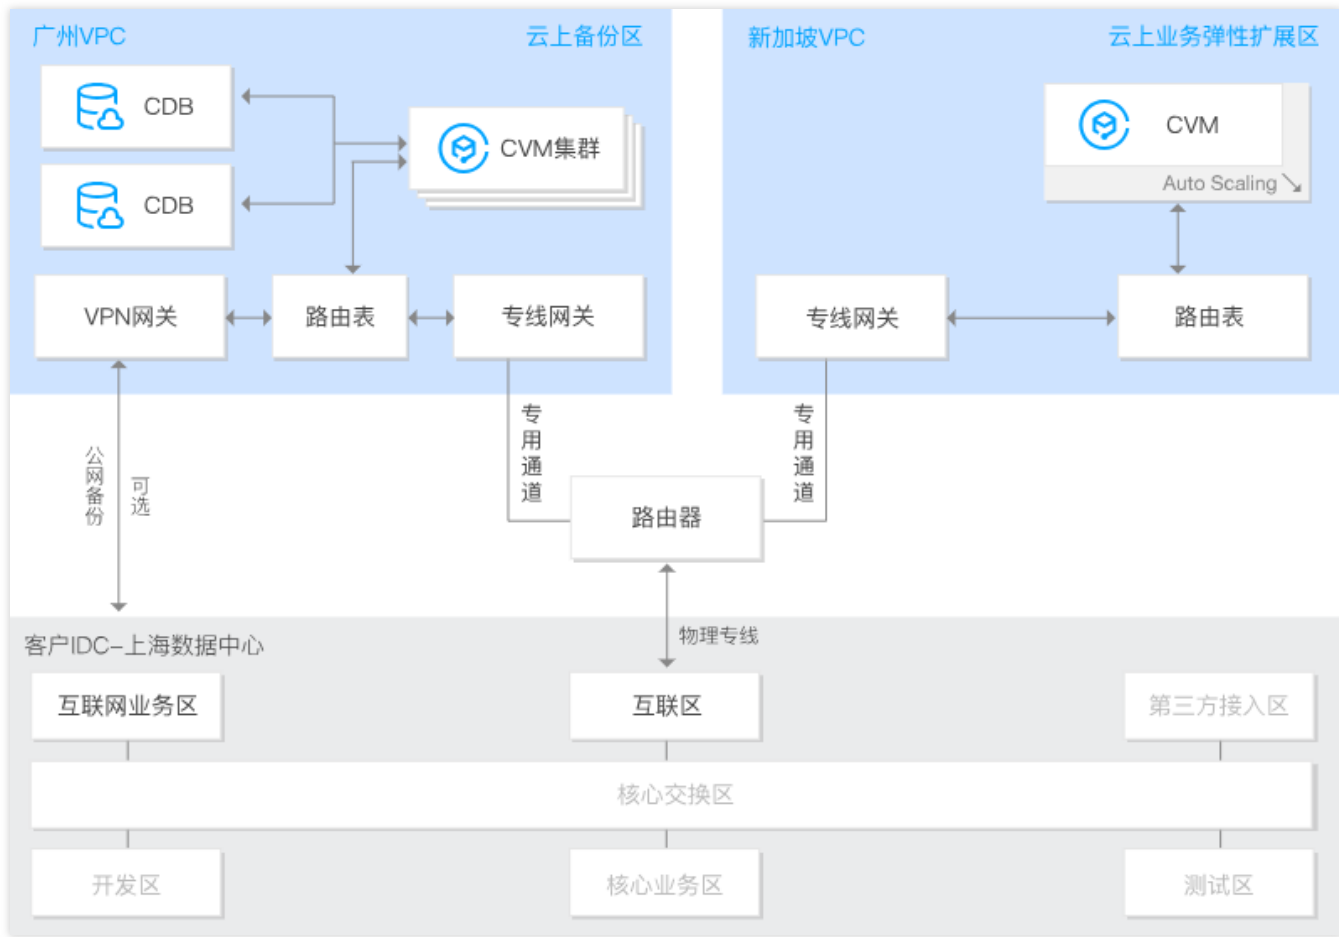 广州VPC
云上备份区
CDB
CDB
CVM集群
VPN网关
路由表
专线网关
新加坡VPC
云上业务弹性扩展区
CVM
Auto Scaling
专线网关
路由表
公网备份
可选
专用通道
专用通道
路由器
物理专线
客户IDC-上海数据中心
互联网业务区
互联区
第三方接入区
核心交换区
开发区
核心业务区
测试区